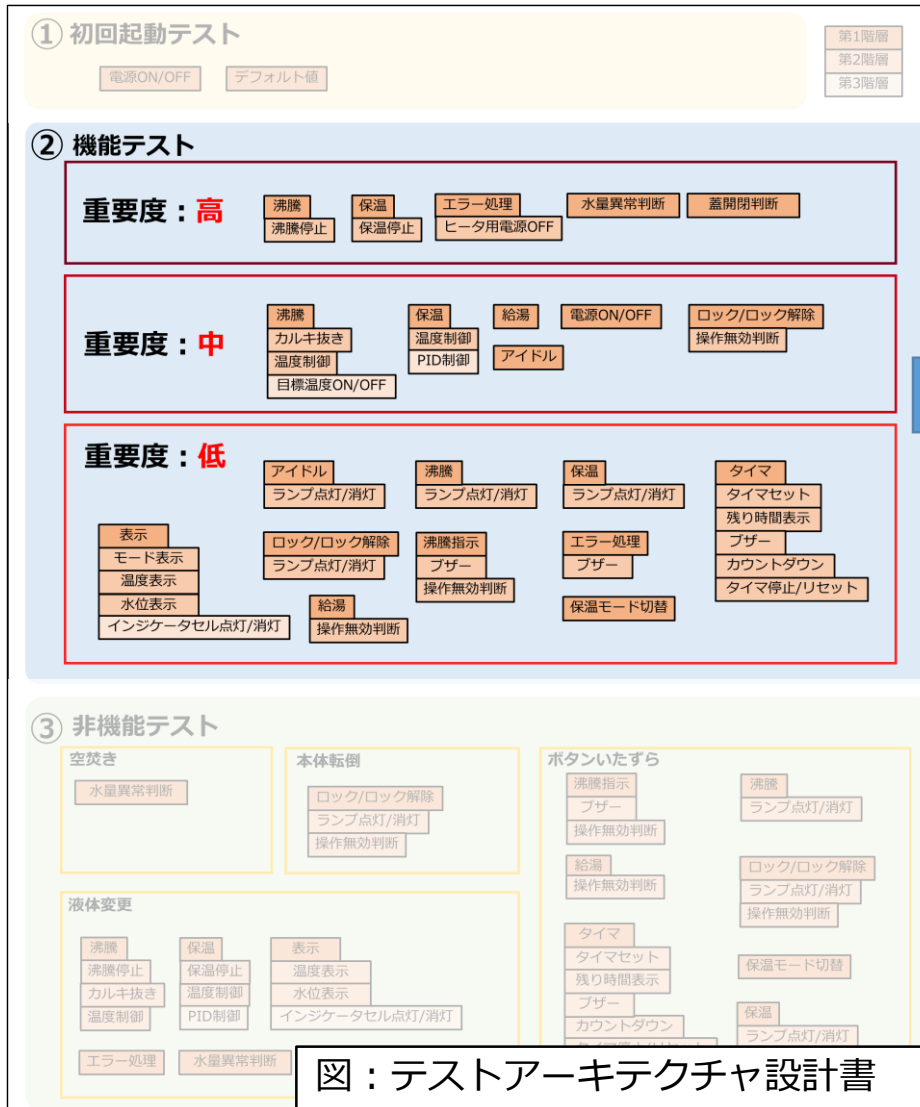 ① 初回起動テスト
電源ON/OFF
デフォルト値
第1階層
第2階層
第3階層
② 機能テスト
重要度：高
沸騰
沸騰停止
保温
保温停止
エラー処理
ヒータ用電源OFF
水量異常判断
蓋開閉判断
重要度：中
沸騰
カルキ抜き
温度制御
目標温度ON/OFF
保温
温度制御
PID制御
給湯
アイドル
電源ON/OFF
ロック/ロック解除
操作無効判断
重要度：低
表示
モード表示
温度表示
水位表示
インジケータセル点灯/消灯
アイドル
ランプ点灯/消灯
ロック/ロック解除
ランプ点灯/消灯
給湯
操作無効判断
沸騰
ランプ点灯/消灯
沸騰指示
ブザー
操作無効判断
保温
ランプ点灯/消灯
エラー処理
ブザー
保温モード切替
タイマ
タイマセット
残り時間表示
ブザー
カウントダウン
タイマ停止/リセット
③ 非機能テスト
空焚き
水量異常判断
本体転倒
ロック/ロック解除
ランプ点灯/消灯
操作無効判断
液体変更
沸騰
沸騰停止
カルキ抜き
温度制御
保温
保温停止
温度制御
PID制御
表示
温度表示
水位表示
インジケータセル点灯/消灯
エラー処理
水量異常判断
ボタンいたずら
沸騰指示
ブザー
操作無効判断
給湯
操作無効判断
タイマ
タイマセット
残り時間表示
ブザー
カウントダウン
沸騰
ランプ点灯/消灯
ロック/ロック解除
ランプ点灯/消灯
操作無効判断
保温モード切替
保温
ランプ点灯/消灯
図：テストアーキテクチャ設計書